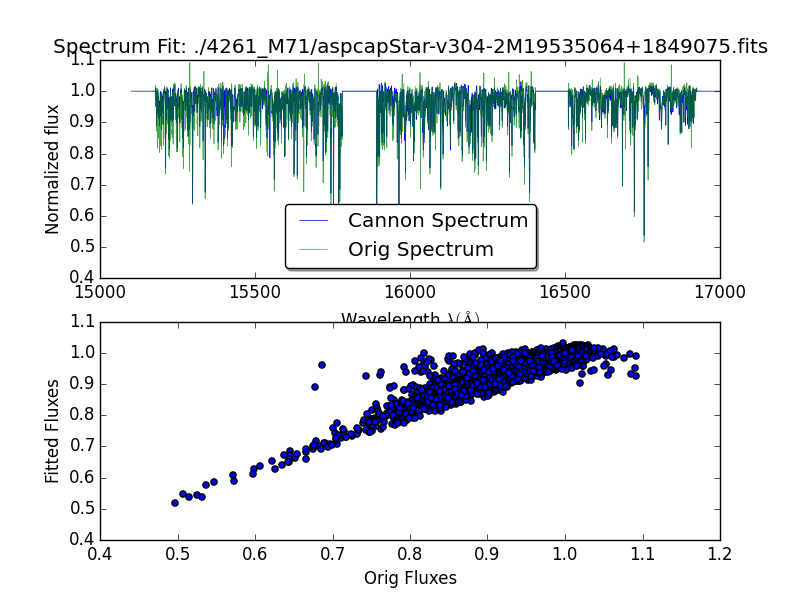 Spectrum Fit: ./4261_M71/aspcapStar-v304-2M19535064+1849075.fits
1.1
1.0
0.9
0.8
0.7
0.6
0.5
0.4
Normalized flux
Cannon Spectrum
Orig Spectrum
15000 15500 16000 16500 17000
Wavelength λ(Å)
1.1
1.0
0.9
0.8
0.7
0.6
0.5
0.4
Fitted Fluxes
0.4 0.5 0.6 0.7 0.8 0.9 1.0 1.1 1.2
Orig Fluxes